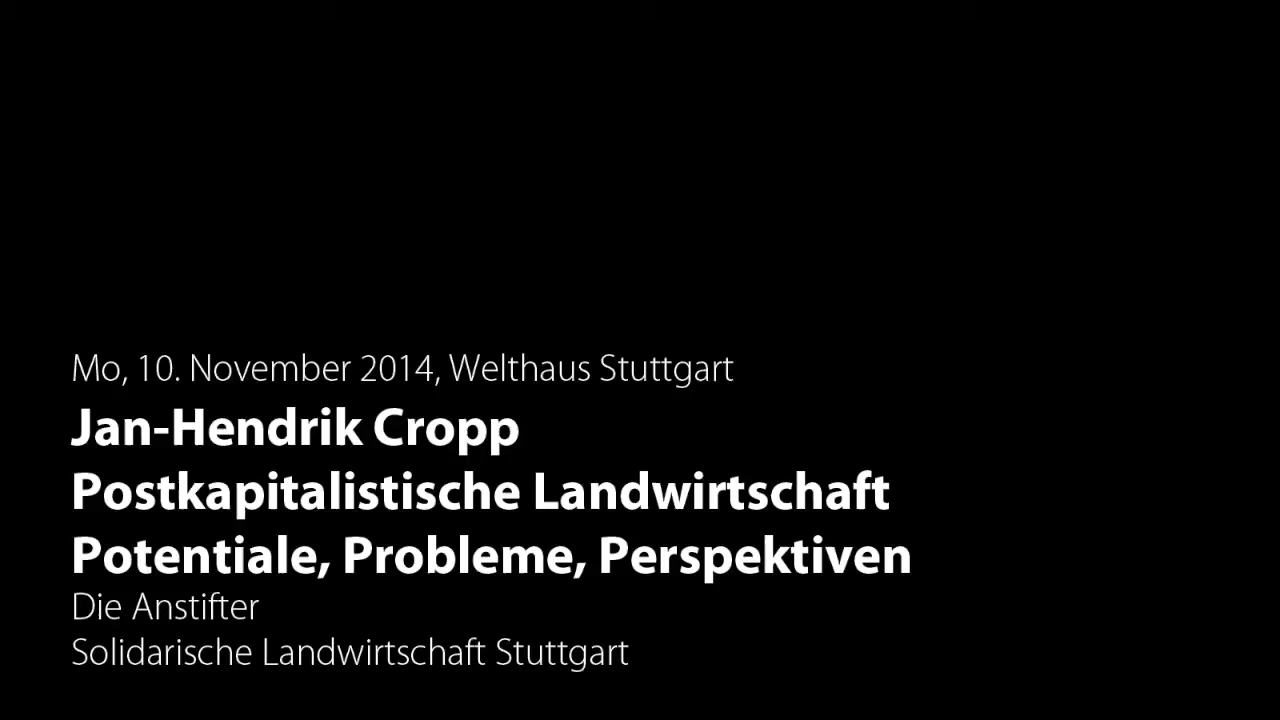 Mo, 10. November 2014, Welthaus Stuttgart
Jan-Hendrik Cropp
Postkapitalistische Landwirtschaft
Potentiale, Probleme, Perspektiven
Die Anstifter
Solidarische Landwirtschaft Stuttgart